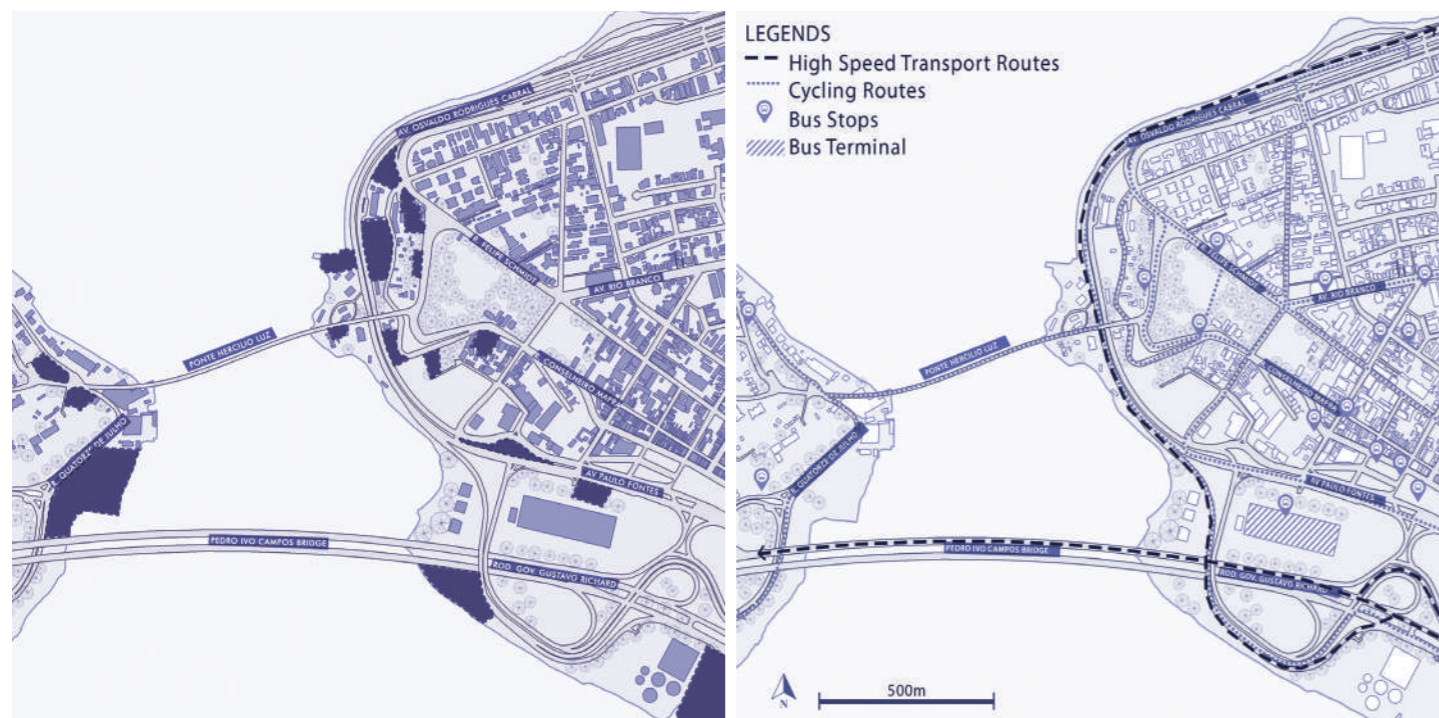 AV. OSVALDO RODRIGUES CABRAL
R. FELIPE SCHMIDT
AV. RIO BRANCO
PONTE HERCILIO LUZ
CONSELHEIRO MAFRA
R. QUATORZE DE JULHO
AV PAULO FONTES
PEDRO IVO CAMPOS BRIDGE
ROD. GOV. GUSTAVO RICHARD
LEGENDS
High Speed Transport Routes
Cycling Routes
Bus Stops
Bus Terminal
AV. OSVALDO RODRIGUES CABRAL
R. FELIPE SCHMIDT
AV. RIO BRANCO
PONTE HERCILIO LUZ
CONSELHEIRO MAFRA
R. QUATORZE DE JULHO
AV PAULO FONTES
PEDRO IVO CAMPOS BRIDGE
ROD. GOV. GUSTAVO RICHARD
N
500m